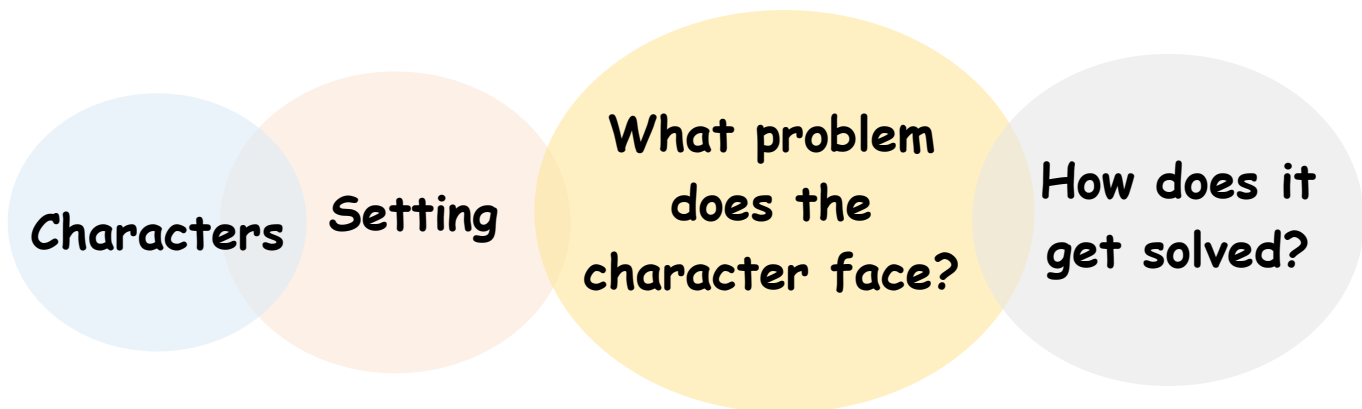 Characters
Setting
What problem
does the
character face?
How does it
get solved?